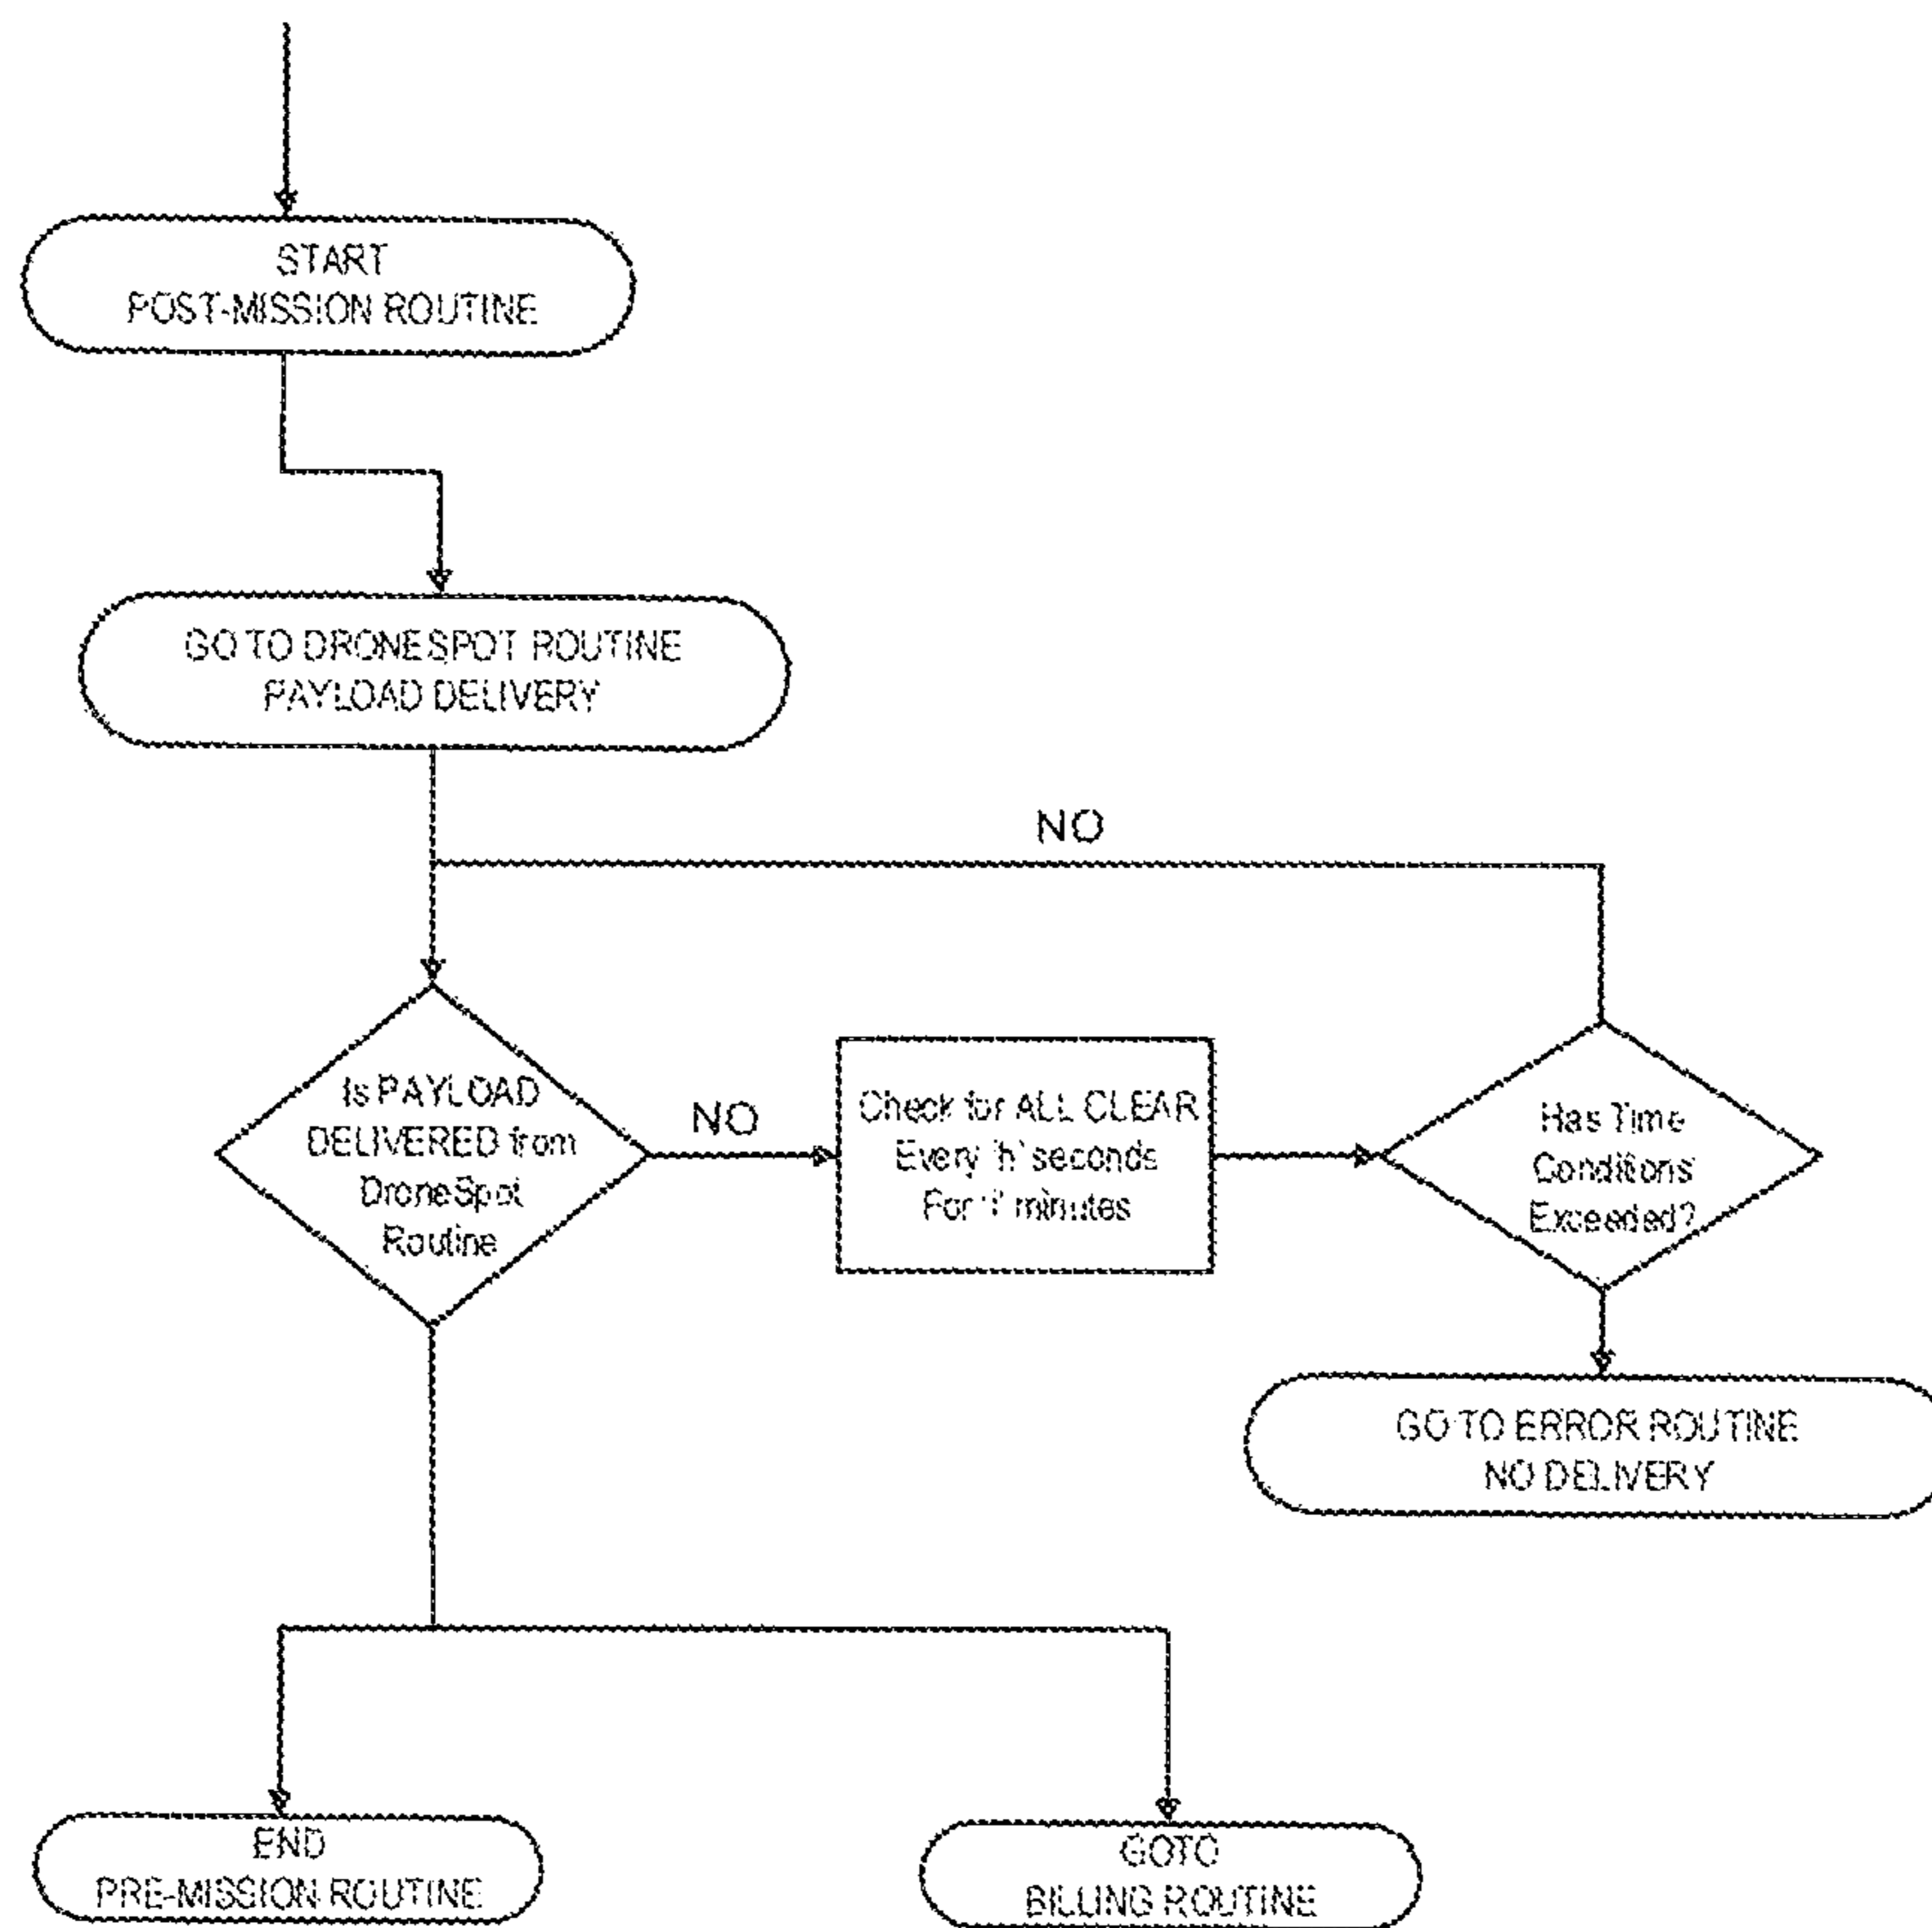 START
POST-MISSION ROUTINE
GO TO DRONESPOT ROUTINE
PAYLOAD DELIVERY
NO
Is PAYLOAD
DELIVERED from
DroneSpot
Routine
NO
Check for ALL CLEAR
Every 'h' seconds
For minutes
Has Time
Conditions
Exceeded?
GO TO ERROR ROUTINE
NO DELIVERY
END
PRE-MISSION ROUTINE
GOTO
BILLING ROUTINE